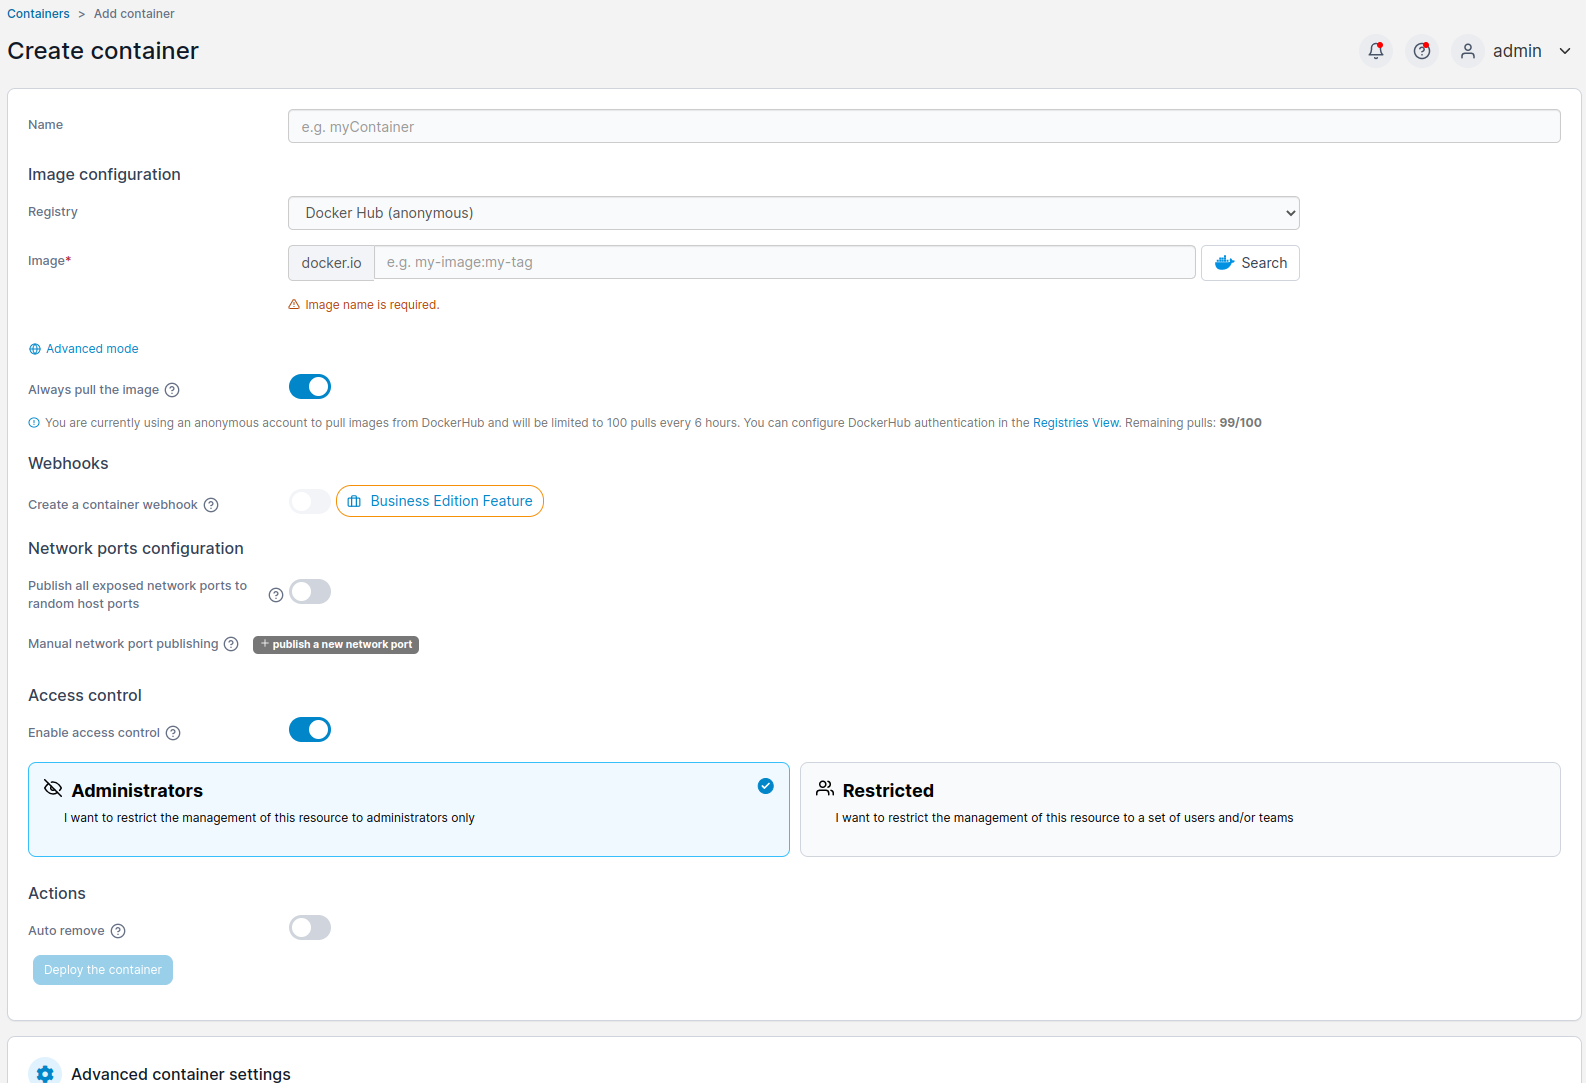 Containers > Add container
Create container
admin
Name
e.g. myContainer
Image configuration
Registry
Docker Hub (anonymous)
Image*
docker.io
e.g. my-image:my-tag
Search
Image name is required.
Advanced mode
Always pull the image
You are currently using an anonymous account to pull images from DockerHub and will be limited to 100 pulls every 6 hours. You can configure DockerHub authentication in the Registries View. Remaining pulls: 99/100
Webhooks
Create a container webhook
Business Edition Feature
Network ports configuration
Publish all exposed network ports to
random host ports
Manual network port publishing
+ publish a new network port
Access control
Enable access control
Administrators
I want to restrict the management of this resource to administrators only
Restricted
I want to restrict the management of this resource to a set of users and/or teams
Actions
Auto remove
Deploy the container
Advanced container settings